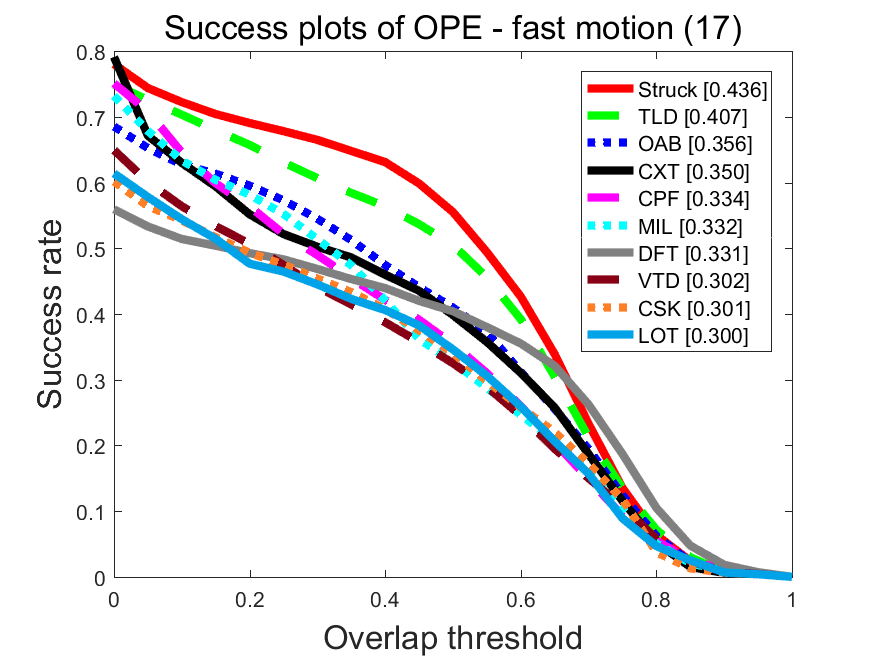 Success plots of OPE - fast motion (17)
Success rate
0.8
0.7
0.6
0.5
0.4
0.3
0.2
0.1
0
0 0.2 0.4 0.6 0.8 1
Overlap threshold
Struck [0.436]
TLD [0.407]
OAB [0.356]
CXT [0.350]
CPF [0.334]
MIL [0.332]
DFT [0.331]
VTD [0.302]
CSK [0.301]
LOT [0.300]